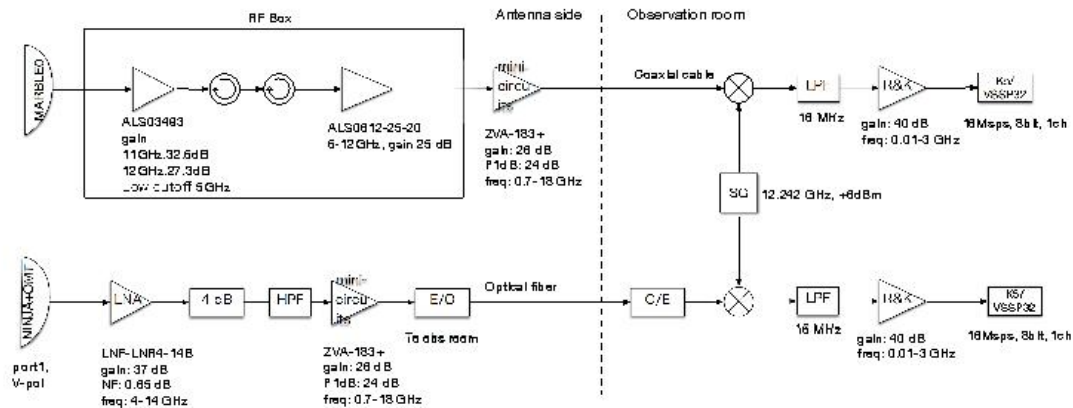 RF Box
Antenna side
Observation room
MARBLE0
ALS03493
gain
11GHz.32.6dB
12GHz.27.3dB
Low cutoff 5GHz
ALS0612-25-20
6-12GHz, gain 25 dB
mini-
circu
its
ZVA-183+
gain: 26 dB
P1dB: 24 dB
freq: 0.7-18 GHz
Coaxial cable
LPF
16 MHz
R&K
gain: 40 dB
freq: 0.01-3 GHz
K5/
VSSP32
16Msps, 8bit, 1ch
SG
12.242 GHz, +6dBm
NINJA+OMT
port1,
V-pol
LNA
LNF-LNR4-14B
gain: 37 dB
NF: 0.65 dB
freq: 4-14 GHz
4 dB
HPF
mini-
circu
its
ZVA-183+
gain: 26 dB
P1dB: 24 dB
freq: 0.7-18 GHz
E/O
To obs room
Optical fiber
O/E
LPF
16 MHz
R&K
gain: 40 dB
freq: 0.01-3 GHz
K5/
VSSP32
16Msps, 8bit, 1ch